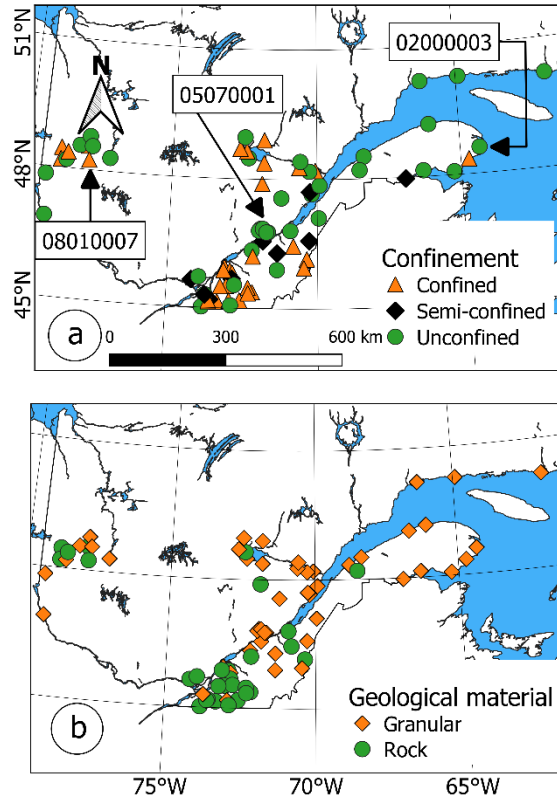 51°N
48°N
45°N
N
02000003
05070001
08010007
Confinement
Confined
Semi-confined
Unconfined
a
0 300 600 km
b
Geological material
Granular
Rock
75°W 70°W 65°W